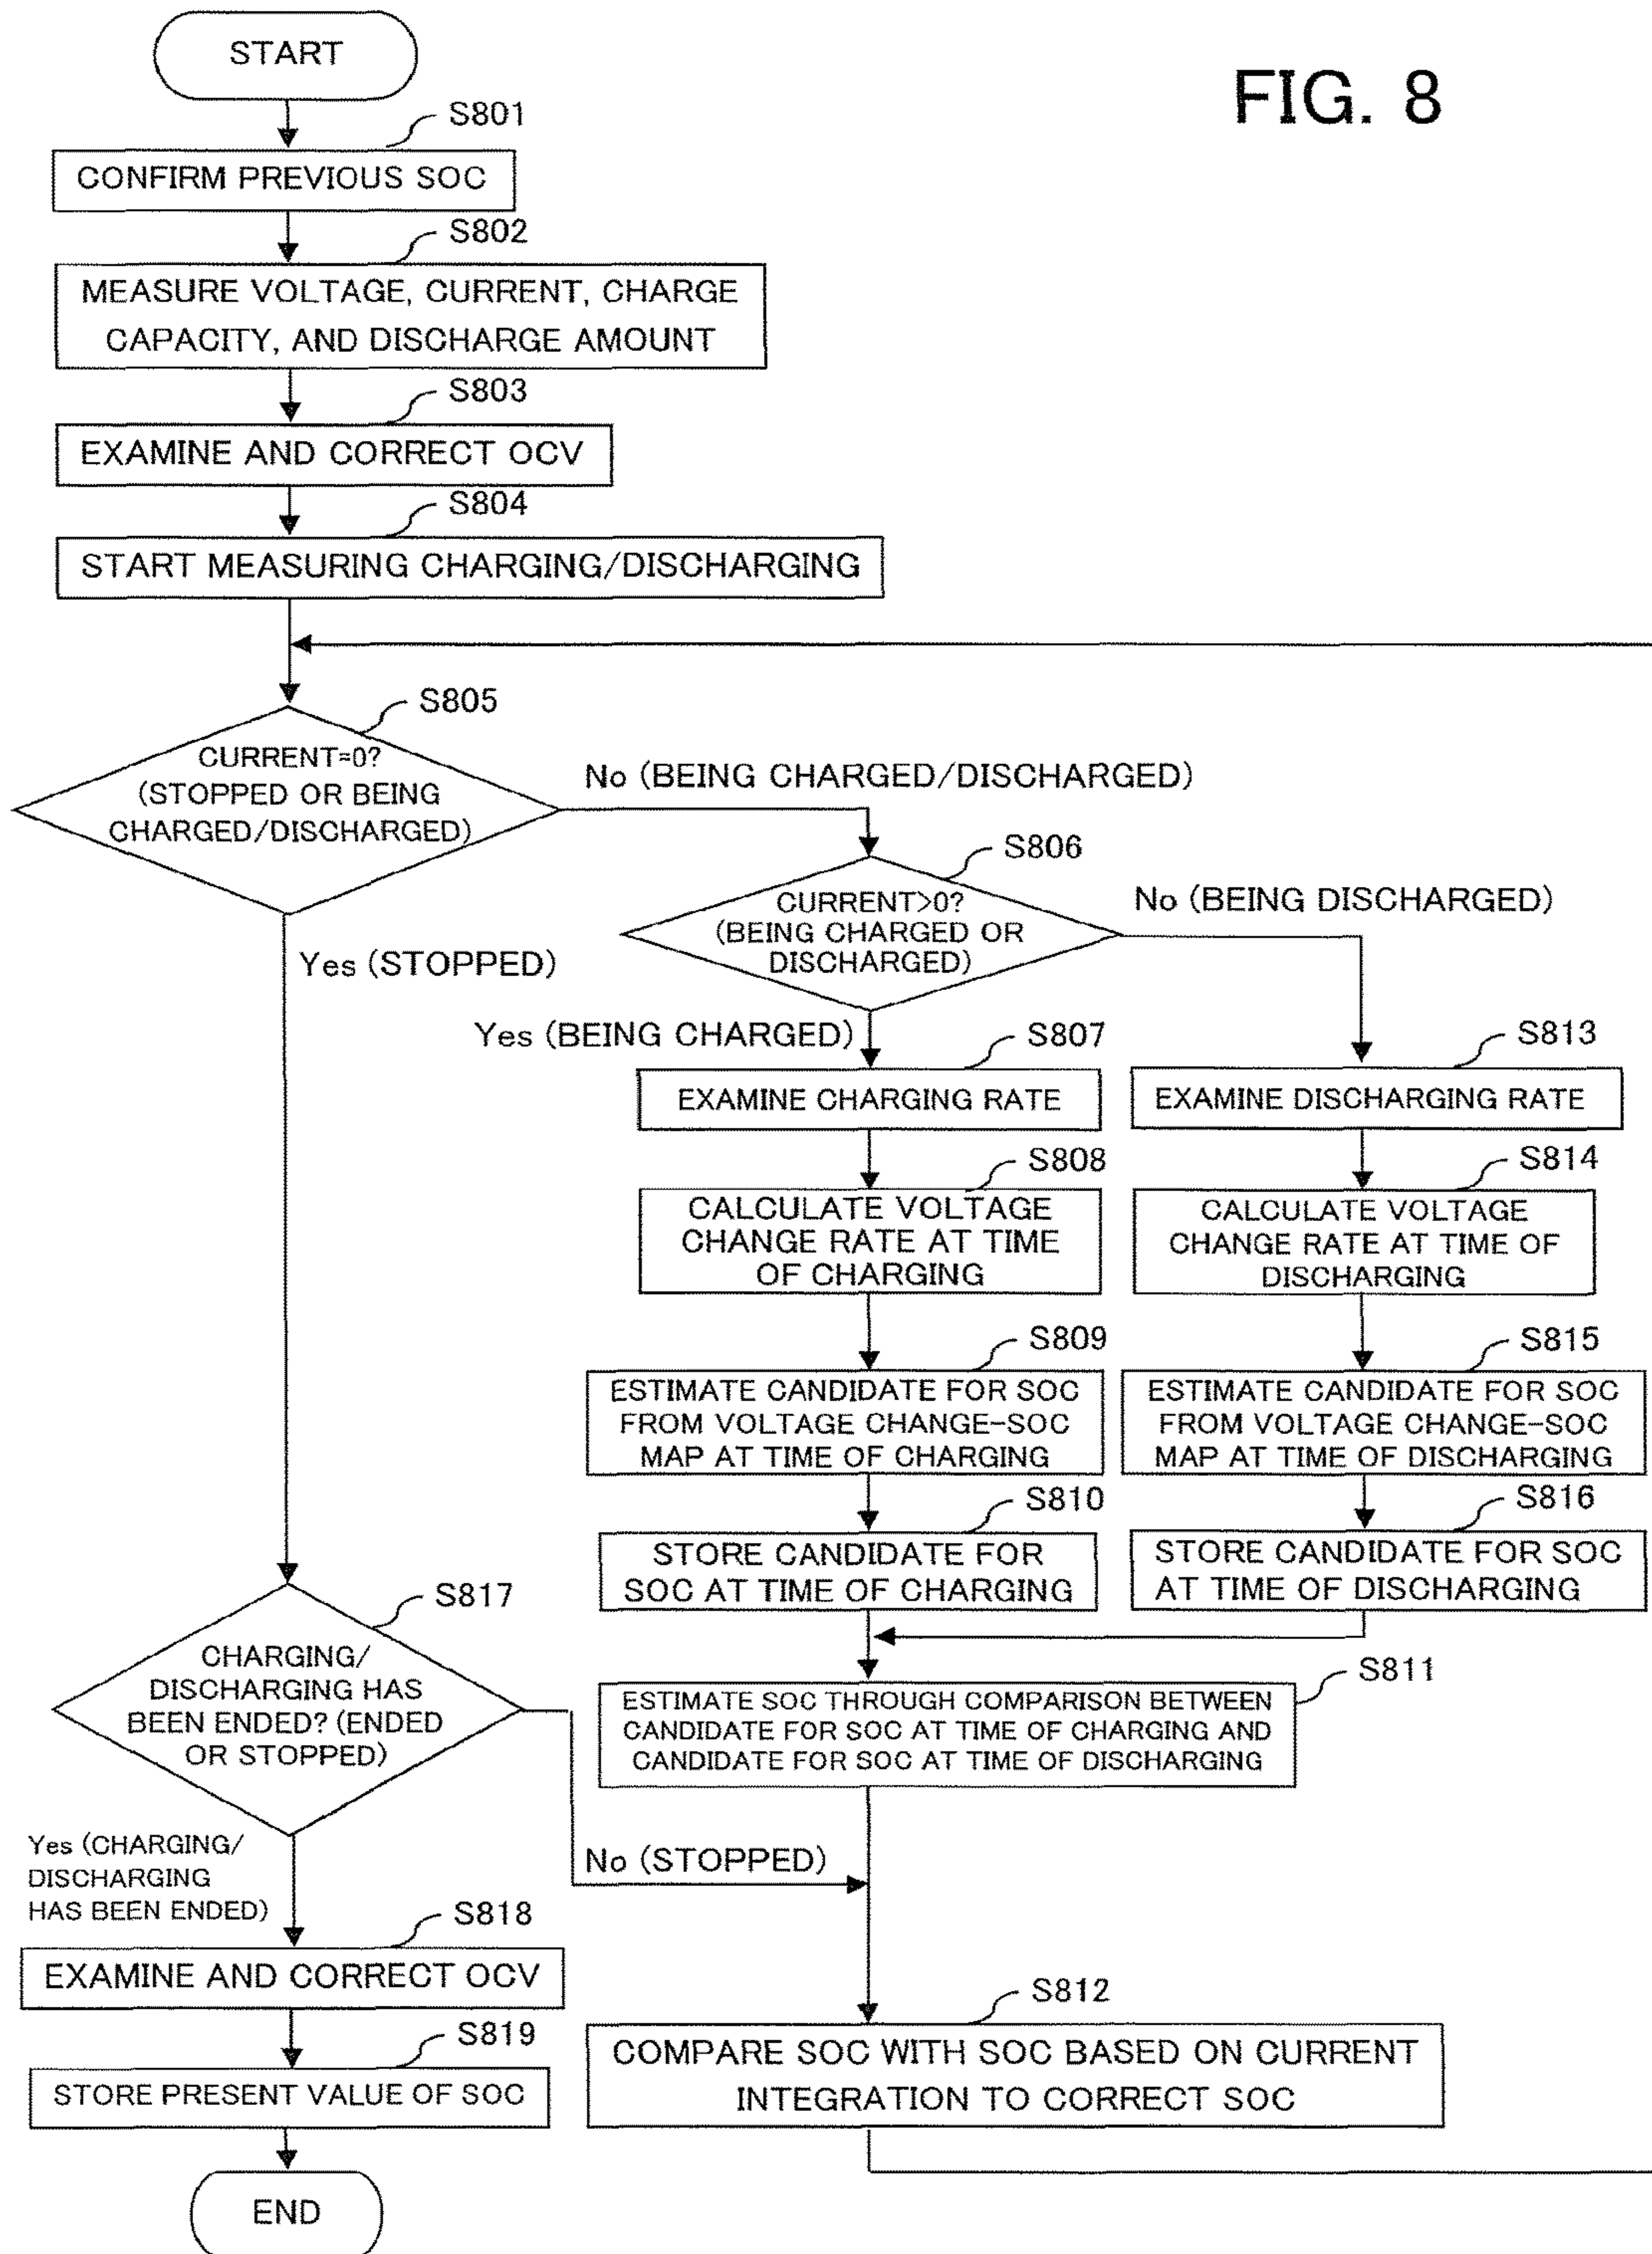 FIG. 8
START
S801
CONFIRM PREVIOUS SOC
S802
MEASURE VOLTAGE, CURRENT, CHARGE
CAPACITY, AND DISCHARGE AMOUNT
S803
EXAMINE AND CORRECT OCV
S804
START MEASURING CHARGING/DISCHARGING
S805
CURRENT=0?
(STOPPED OR BEING
CHARGED/DISCHARGED)
No (BEING CHARGED/DISCHARGED)
Yes (STOPPED)
S806
CURRENT>0?
(BEING CHARGED OR
DISCHARGED)
No (BEING DISCHARGED)
Yes (BEING CHARGED)
S807
EXAMINE CHARGING RATE
S808
CALCULATE VOLTAGE
CHANGE RATE AT TIME
OF CHARGING
S809
ESTIMATE CANDIDATE FOR SOC
FROM VOLTAGE CHANGE-SOC
MAP AT TIME OF CHARGING
S810
STORE CANDIDATE FOR
SOC AT TIME OF CHARGING
S813
EXAMINE DISCHARGING RATE
S814
CALCULATE VOLTAGE
CHANGE RATE AT TIME OF
DISCHARGING
S815
ESTIMATE CANDIDATE FOR SOC
FROM VOLTAGE CHANGE-SOC
MAP AT TIME OF DISCHARGING
S816
STORE CANDIDATE FOR SOC
AT TIME OF DISCHARGING
S811
ESTIMATE SOC THROUGH COMPARISON BETWEEN
CANDIDATE FOR SOC AT TIME OF CHARGING AND
CANDIDATE FOR SOC AT TIME OF DISCHARGING
S817
CHARGING/
DISCHARGING HAS
BEEN ENDED? (ENDED
OR STOPPED)
No (STOPPED)
Yes (CHARGING/
DISCHARGING
HAS BEEN ENDED)
S812
COMPARE SOC WITH SOC BASED ON CURRENT
INTEGRATION TO CORRECT SOC
S818
EXAMINE AND CORRECT OCV
S819
STORE PRESENT VALUE OF SOC
END